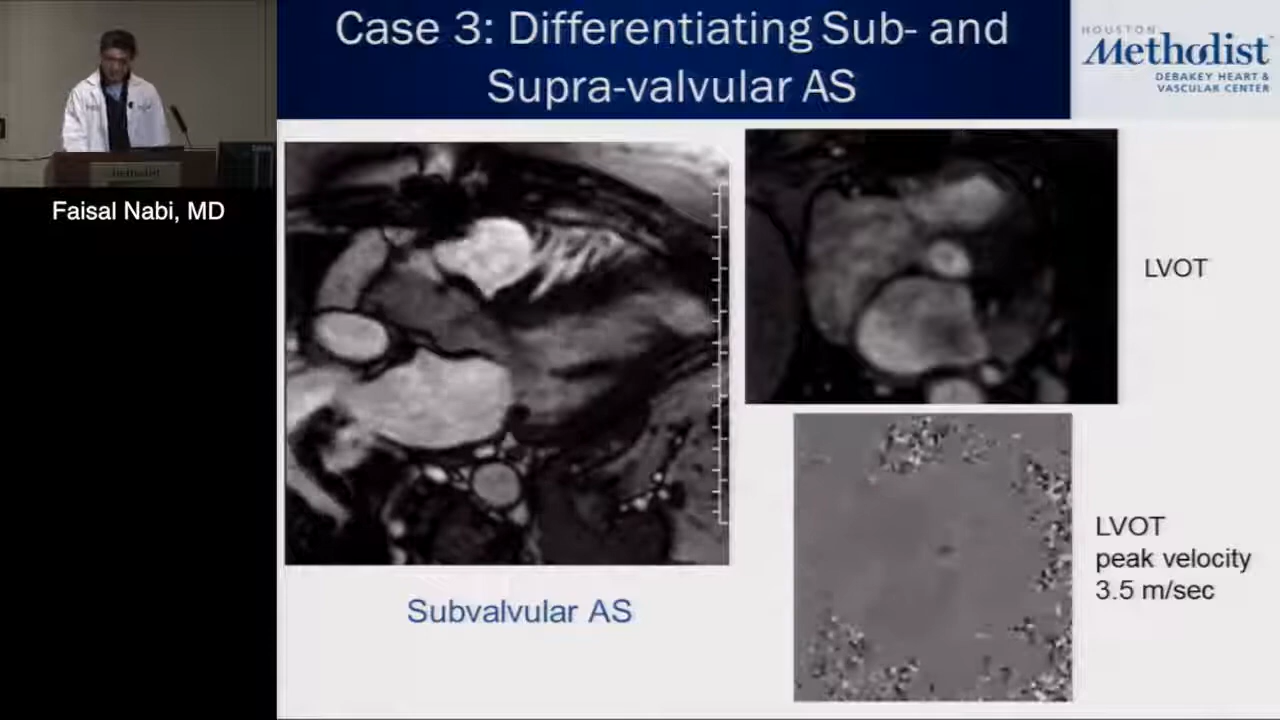 Case 3: Differentiating Sub- and
Supra-valvular AS
HOUSTON
Methodist
DEBAKEY HEART &
VASCULAR CENTER
Methodist
Faisal Nabi, MD
LVOT
LVOT
peak velocity
3.5 m/sec
Subvalvular AS